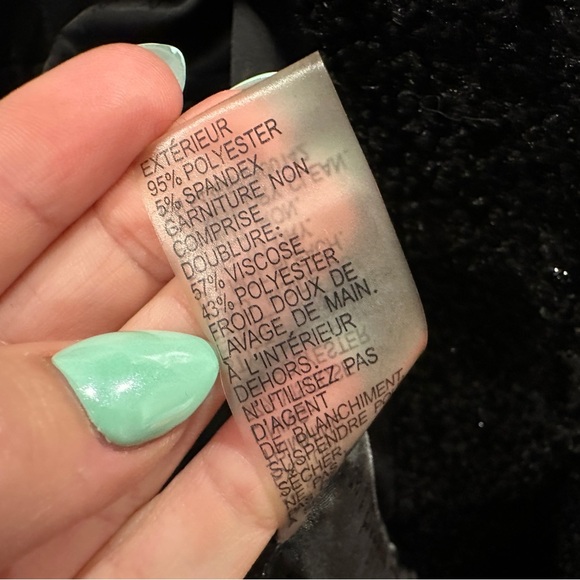 EXTÉRIEUR
95% POLYESTER
5% SPANDEX
GARNITURE NON
COMPRISE
DOUBLURE:
57% VISCOSE
43% POLYESTER
FROID DOUX DE
LAVAGE DE MAIN.
À L'INTÉRIEUR
DEHORS.
N'UTILISEZ PAS
D'AGENT
DE BLANCHIMENT
SUSPENDRE
SÉCHER